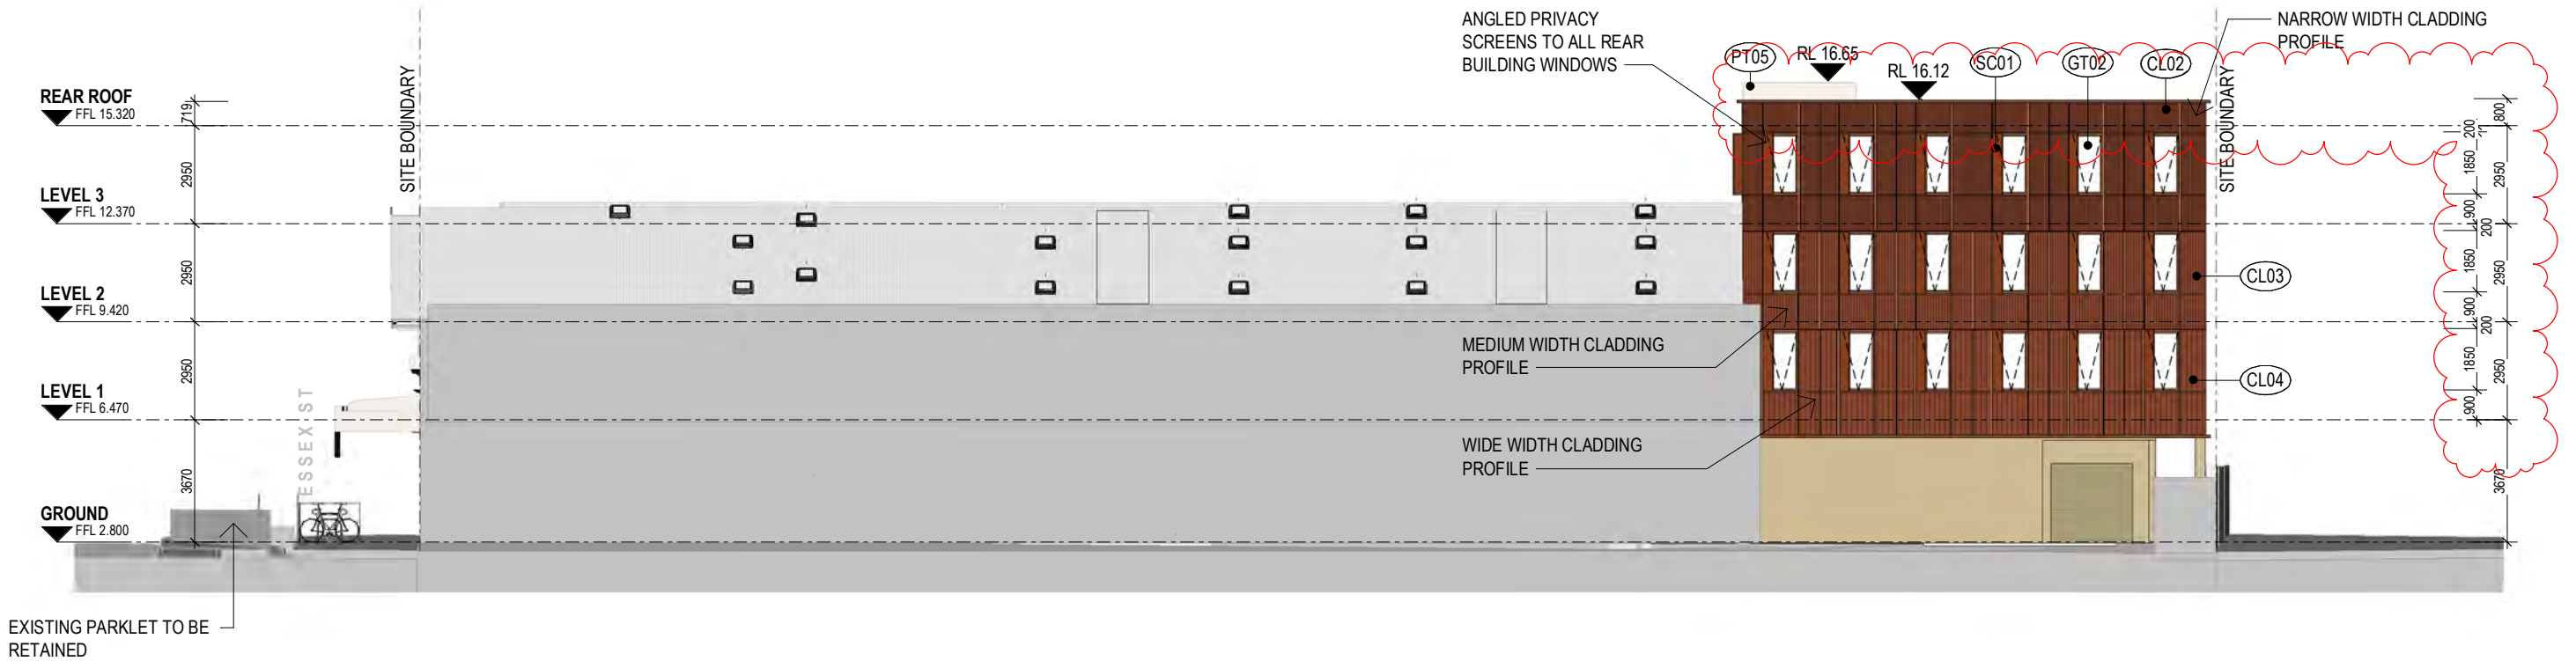 ANGLED PRIVACY
SCREENS TO ALL REAR
BUILDING WINDOWS
NARROW WIDTH CLADDING
PROFILE
PT05
RL 16.65
RL 16.12
SC01
GT02
CL02
SITE BOUNDARY
SITE BOUNDARY
REAR ROOF
FFL 15.320
LEVEL 3
FFL 12.370
LEVEL 2
FFL 9.420
LEVEL 1
FFL 6.470
GROUND
FFL 2.800
719
2950
2950
2950
3670
ESSEX ST
CL03
CL04
MEDIUM WIDTH CLADDING
PROFILE
WIDE WIDTH CLADDING
PROFILE
800
200
1850
2950
900
200
1850
2950
900
200
1850
2950
900
3670
EXISTING PARKLET TO BE
RETAINED